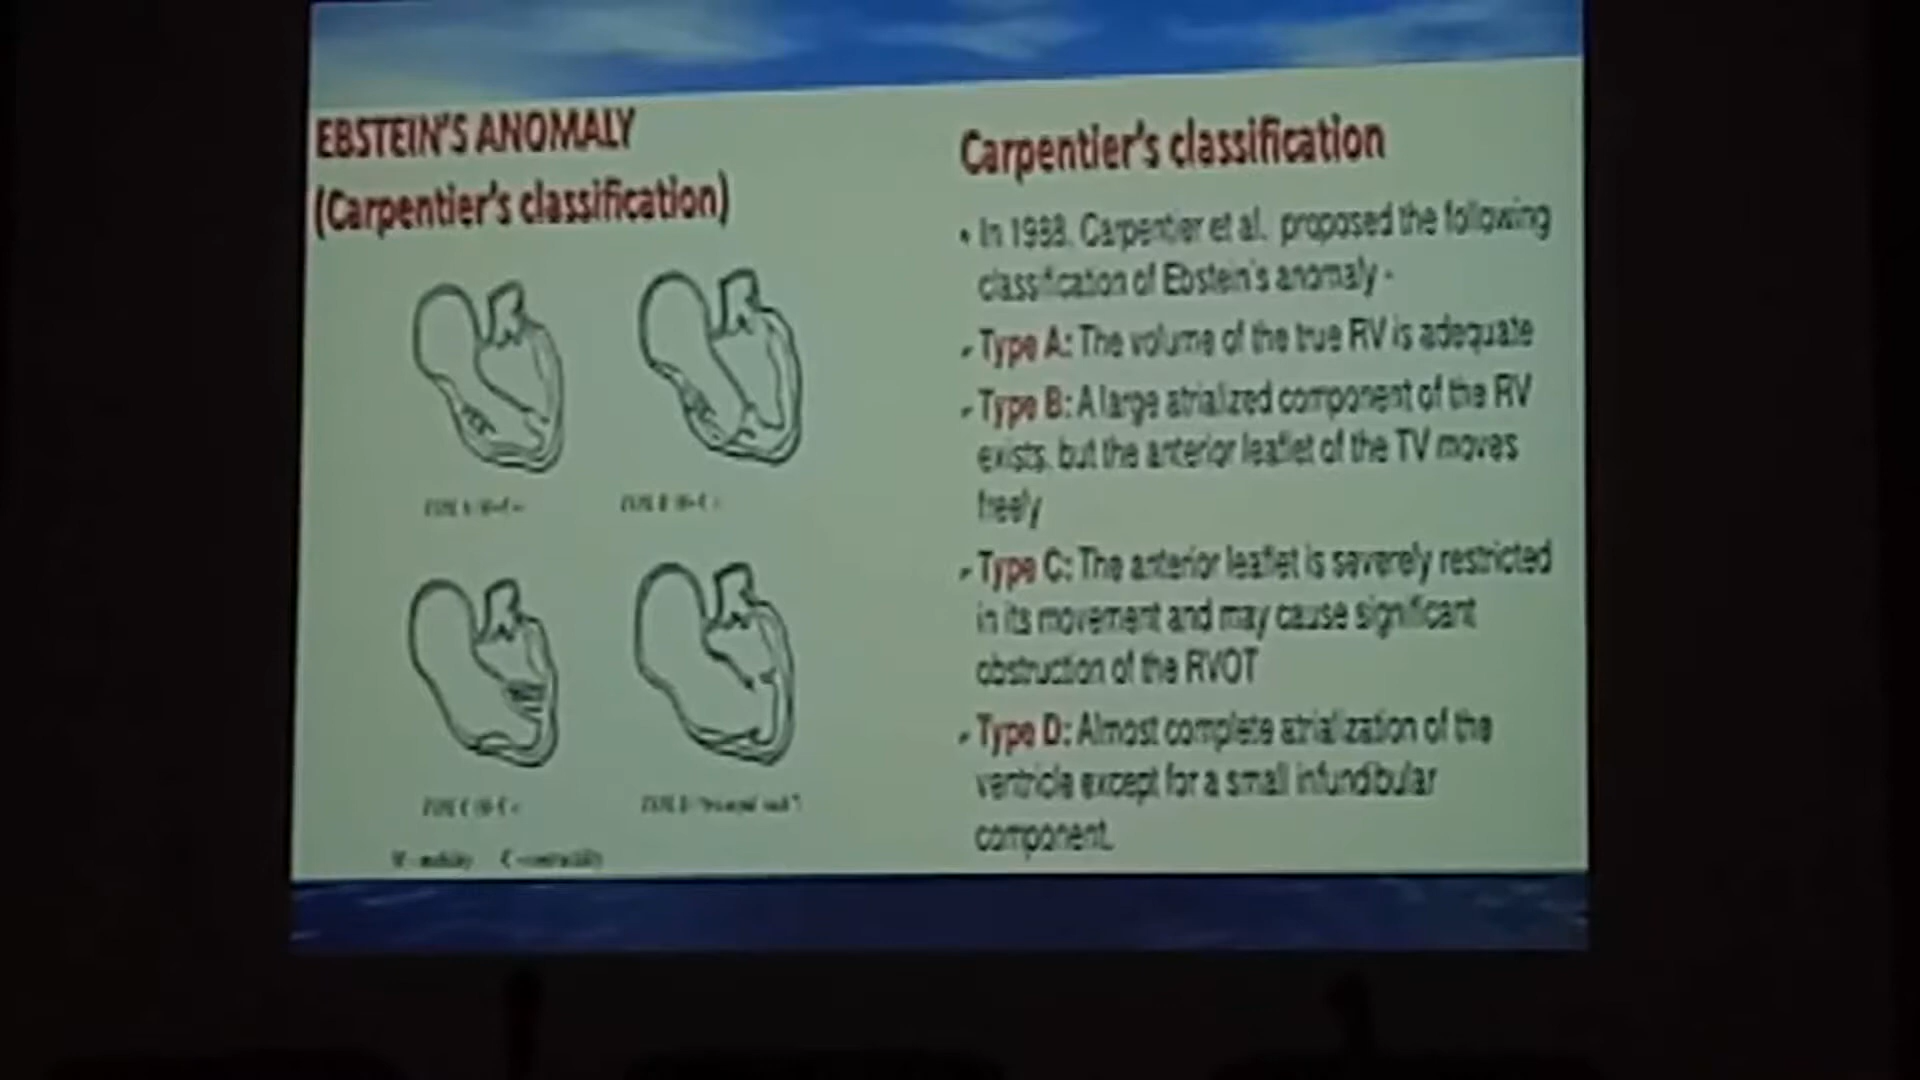 EBSTEIN'S ANOMALY
(Carpentier's classification)
Carpentier's classification
• In 1988, Carpentier et al. proposed the following
classification of Ebstein's anomaly -
Type A: The volume of the true RV is adequate
Type B: A large atrialized component of the RV
exists, but the anterior leaflet of the TV moves
freely
Type C: The anterior leaflet is severely restricted
in its movement and may cause significant
obstruction of the RVOT
Type D: Almost complete atrialization of the
ventricle except for a small infundibular
component.